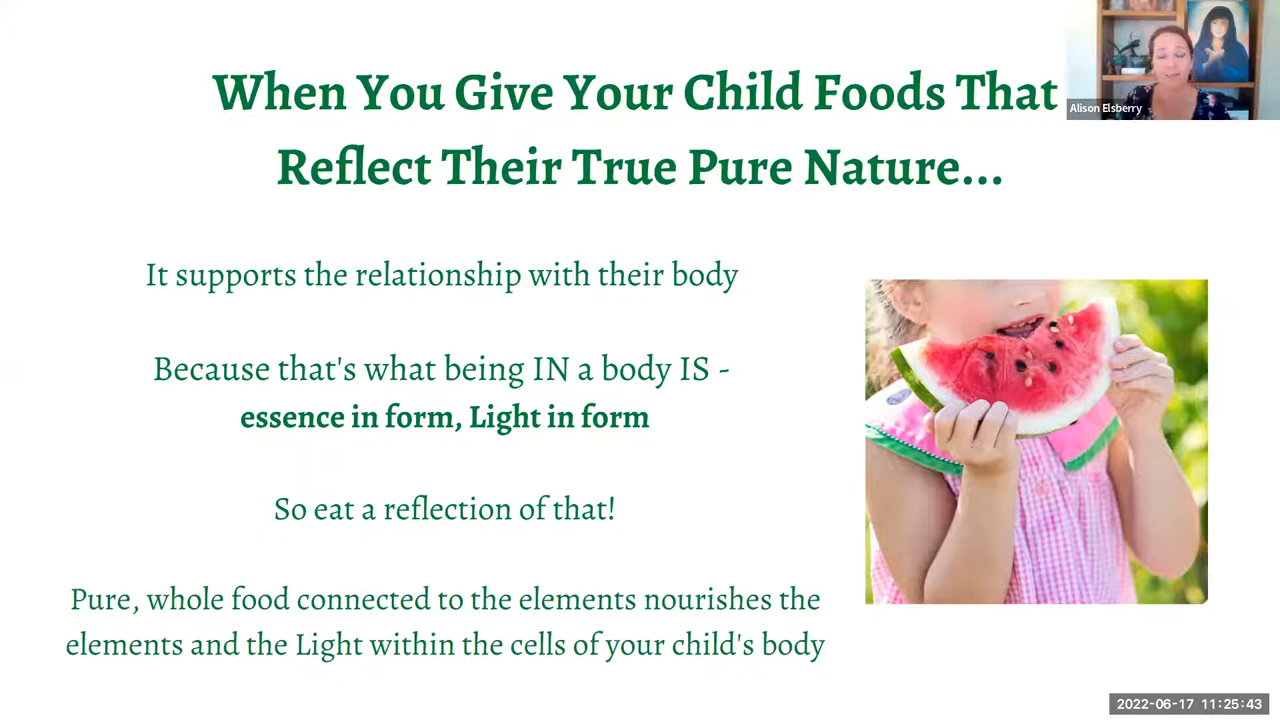 When You Give Your Child Foods That
Reflect Their True Pure Nature...
Alison Elsberry
It supports the relationship with their body
Because that's what being IN a body IS -
essence in form, Light in form
So eat a reflection of that!
Pure, whole food connected to the elements nourishes the
elements and the Light within the cells of your child's body
2022-06-17 11:25:43